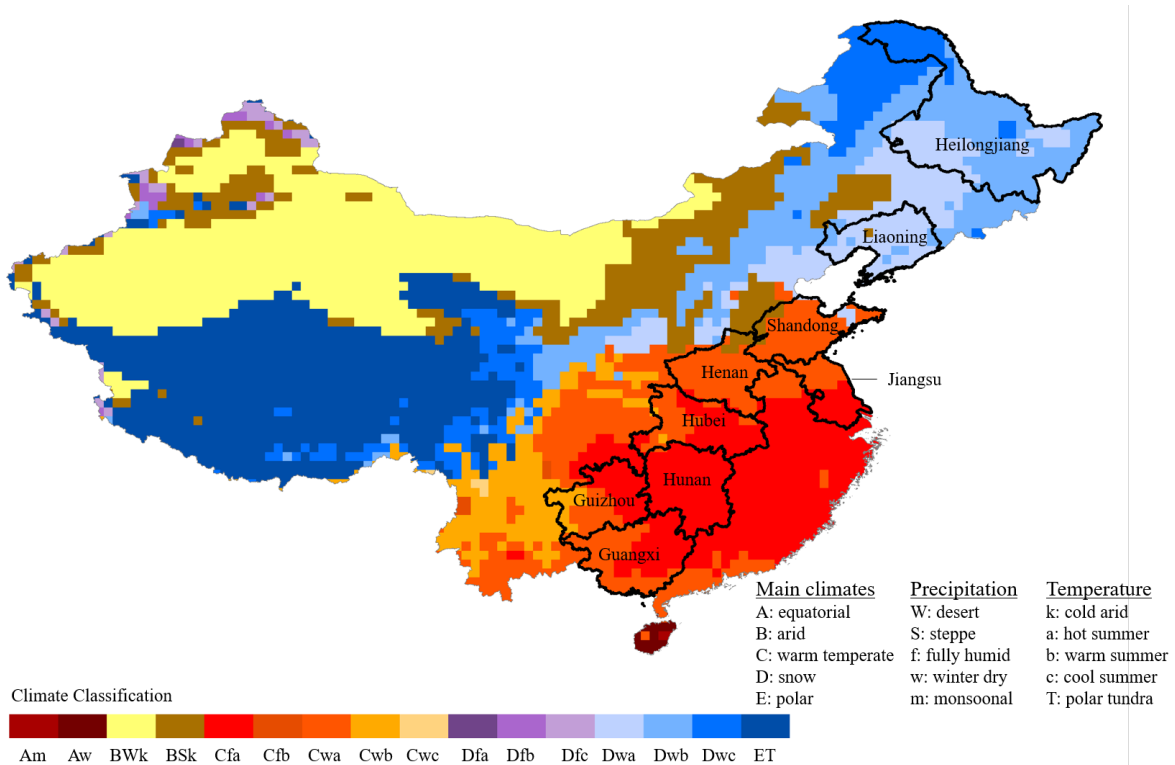 Heilongjiang
Liaoning
Shandong
Henan
Jiangsu
Hubei
Hunan
Guizhou
Guangxi
Main climates
A: equatorial
B: arid
C: warm temperate
D: snow
E: polar
Precipitation
W: desert
S: steppe
f: fully humid
w: winter dry
m: monsoonal
Temperature
k: cold arid
a: hot summer
b: warm summer
c: cool summer
T: polar tundra
Climate Classification
Am Aw BWk BSk Cfa Cfb Cwa Cwb Cwc Dfa Dfb Dfc Dwa Dwb Dwc ET